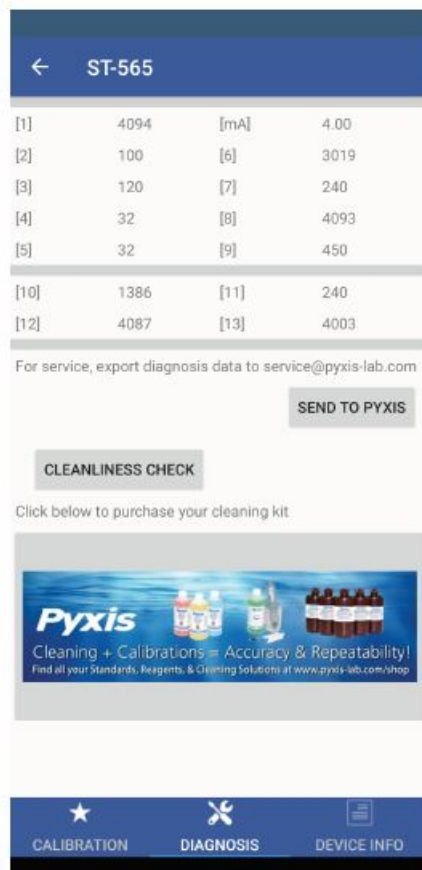 ← ST-565
[1] 4094 [mA] 4.00
[2] 100 [6] 3019
[3] 120 [7] 240
[4] 32 [8] 4093
[5] 32 [9] 450
[10] 1386 [11] 240
[12] 4087 [13] 4003
For service, export diagnosis data to service@pyxis-lab.com
SEND TO PYXIS
CLEANLINESS CHECK
Click below to purchase your cleaning kit
Pyxis
Cleaning + Calibrations = Accuracy & Repeatability!
Find all your Standards, Reagents, & Cleaning Solutions at www.pyxis-lab.com/shop
CALIBRATION DIAGNOSIS DEVICE INFO